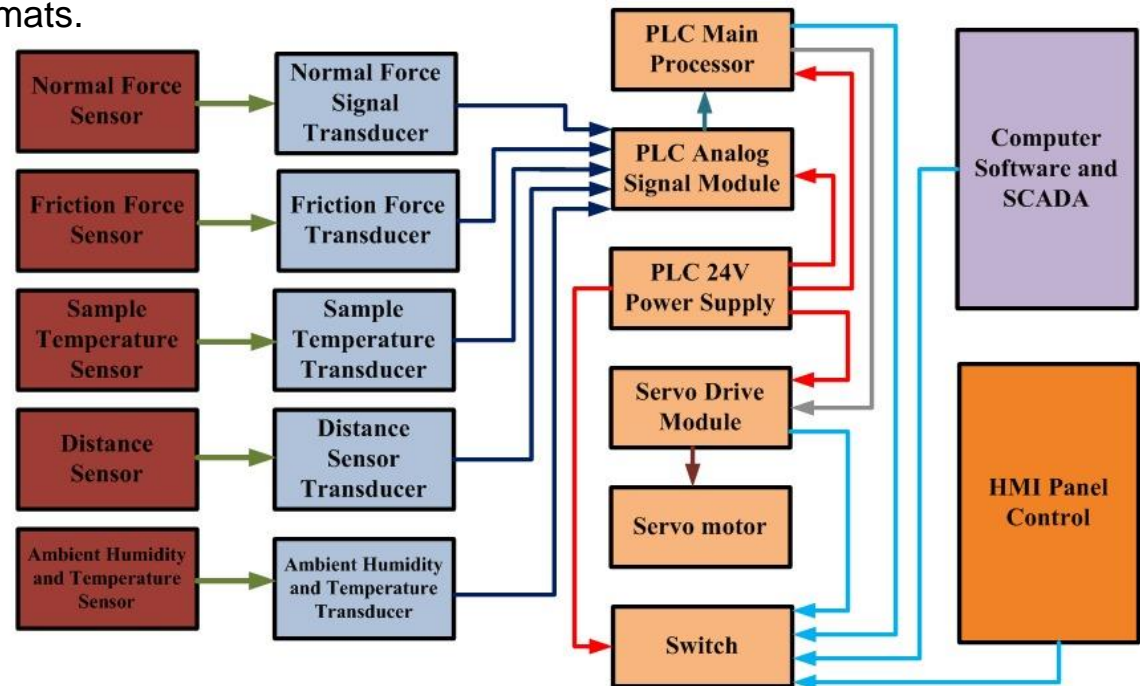 mats.
Normal Force
Sensor
Normal Force
Signal
Transducer
Friction Force
Sensor
Friction Force
Transducer
Sample
Temperature
Sensor
Sample
Temperature
Transducer
Distance
Sensor
Distance
Sensor
Transducer
Ambient Humidity
and Temperature
Sensor
Ambient Humidity
and Temperature
Transducer
PLC Main
Processor
PLC Analog
Signal Module
PLC 24V
Power Supply
Servo Drive
Module
Servo motor
Switch
Computer
Software and
SCADA
HMI Panel
Control